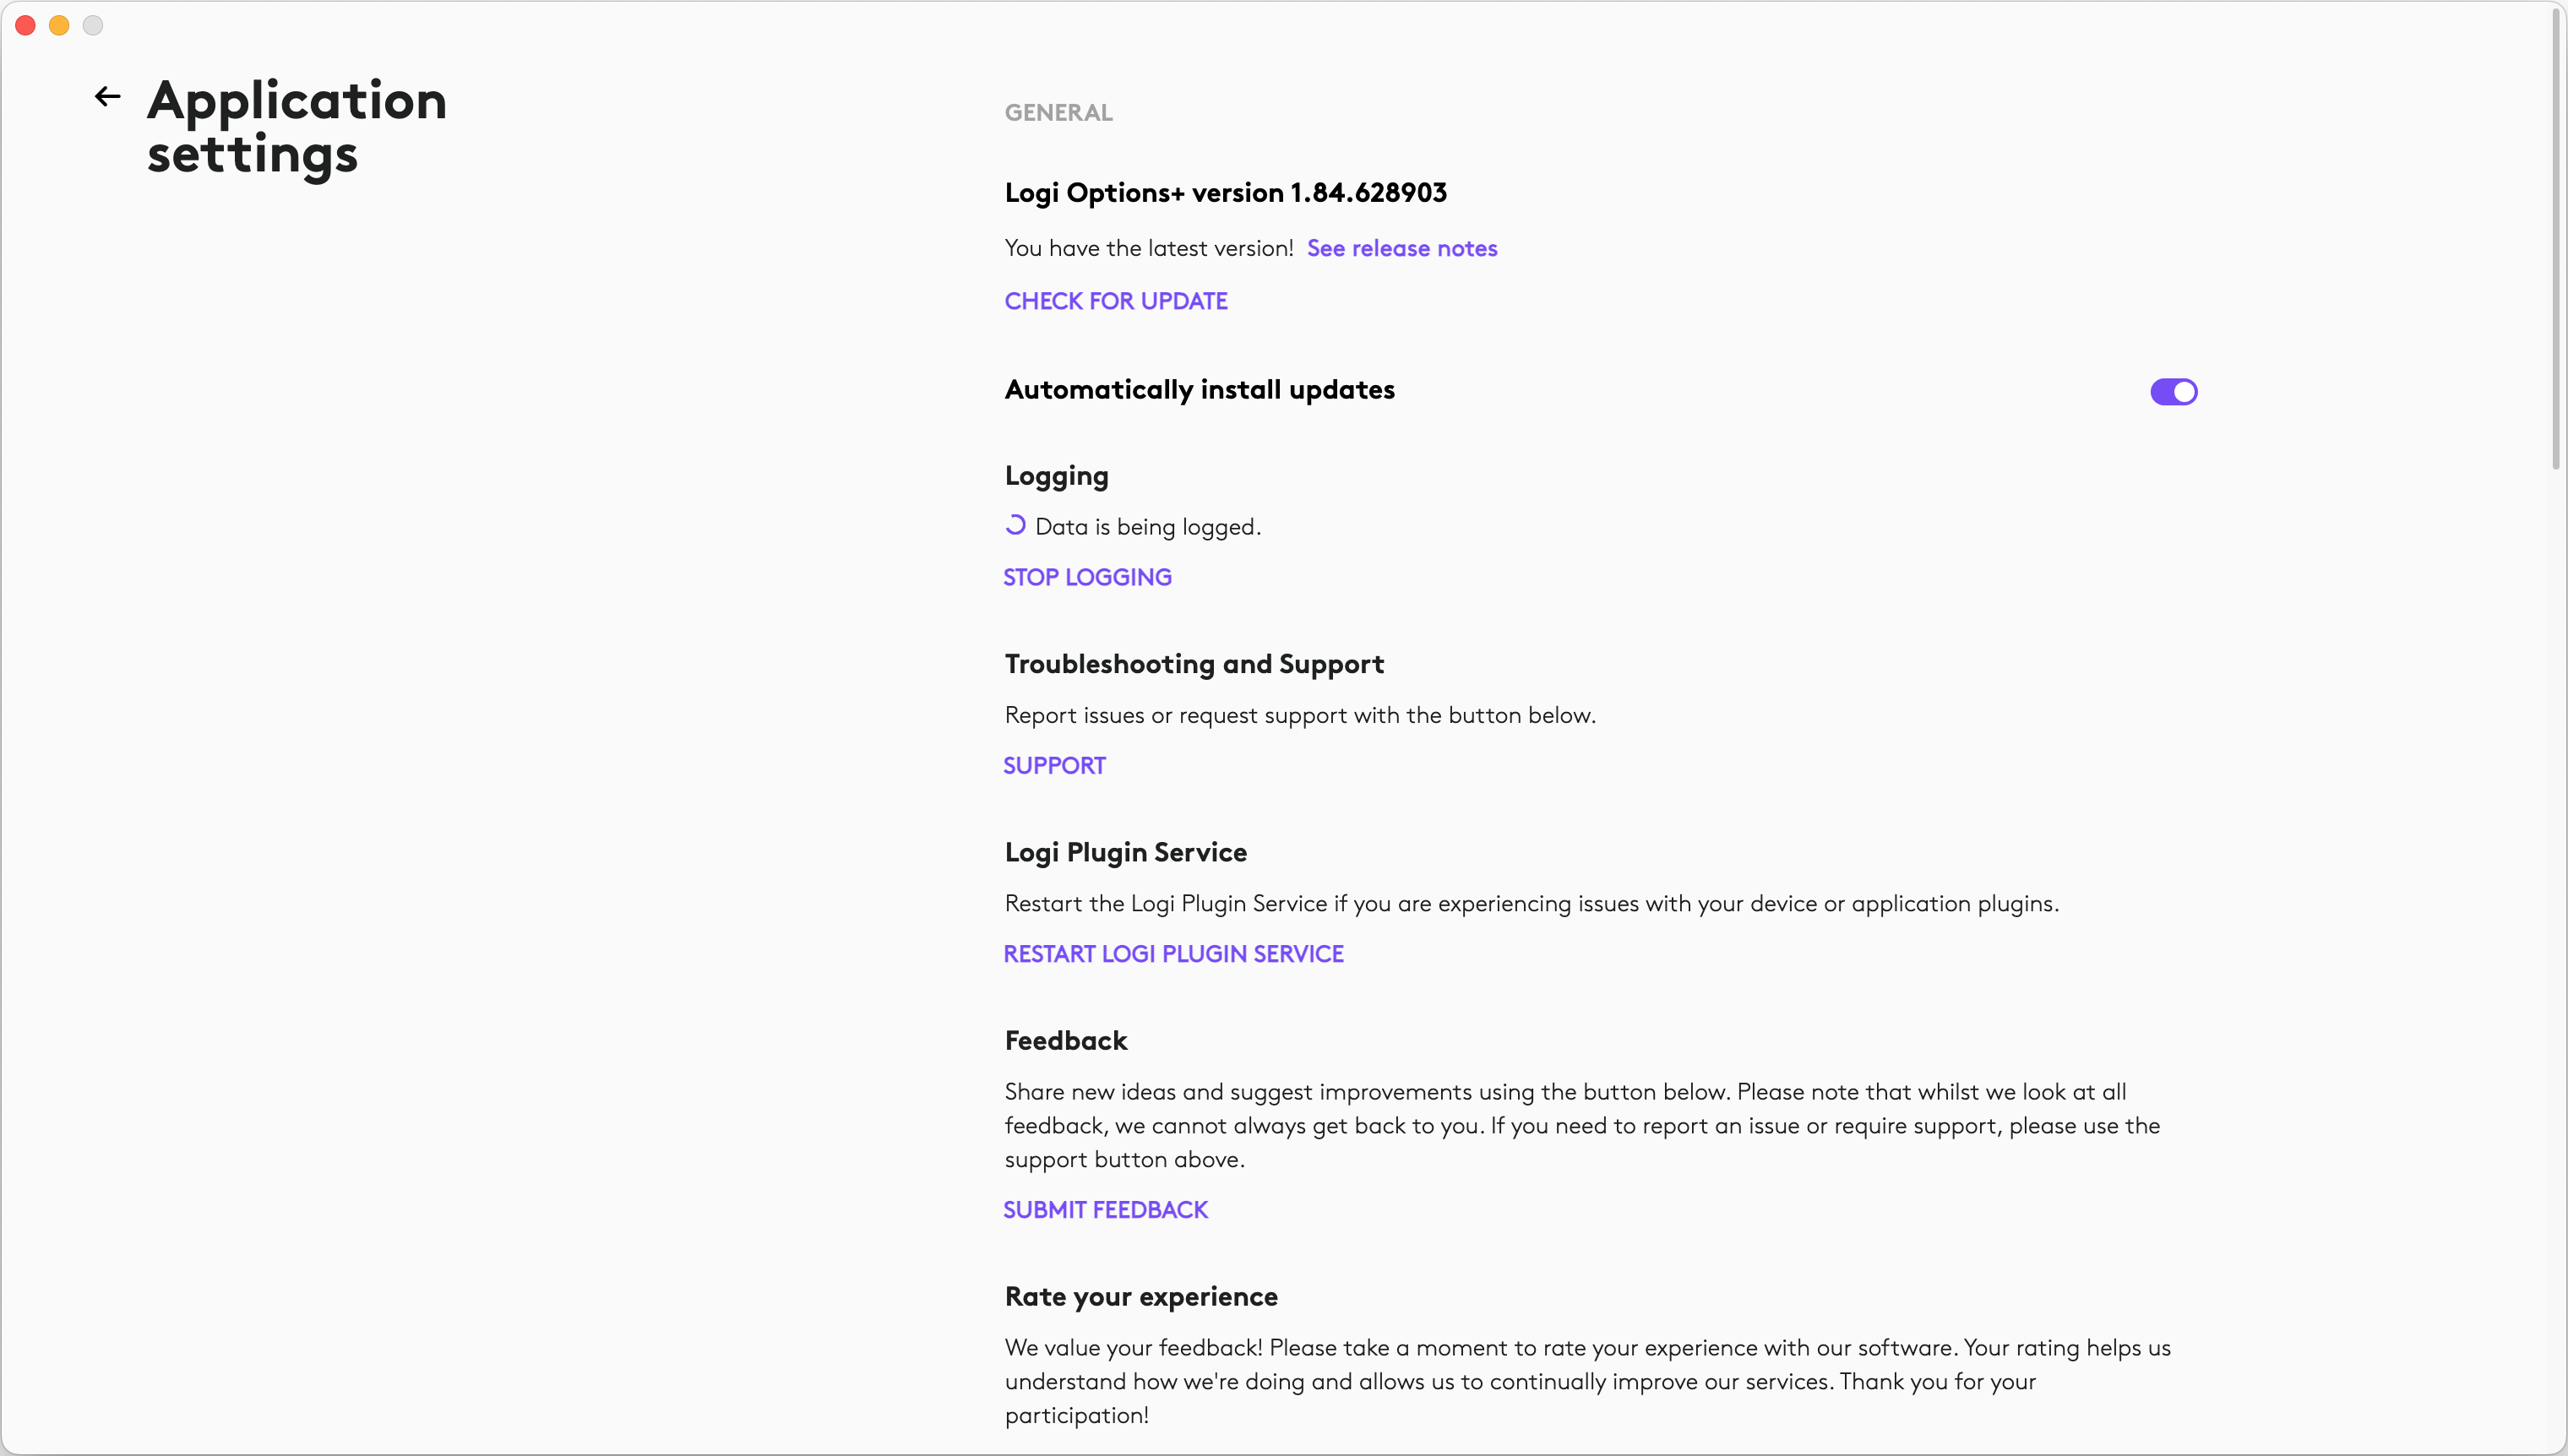 Application
settings
GENERAL
Logi Options+ version 1.84.628903
You have the latest version! See release notes
CHECK FOR UPDATE
Automatically install updates
Logging
Data is being logged.
STOP LOGGING
Troubleshooting and Support
Report issues or request support with the button below.
SUPPORT
Logi Plugin Service
Restart the Logi Plugin Service if you are experiencing issues with your device or application plugins.
RESTART LOGI PLUGIN SERVICE
Feedback
Share new ideas and suggest improvements using the button below. Please note that whilst we look at all
feedback, we cannot always get back to you. If you need to report an issue or require support, please use the
support button above.
SUBMIT FEEDBACK
Rate your experience
We value your feedback! Please take a moment to rate your experience with our software. Your rating helps us
understand how we're doing and allows us to continually improve our services. Thank you for your
participation!